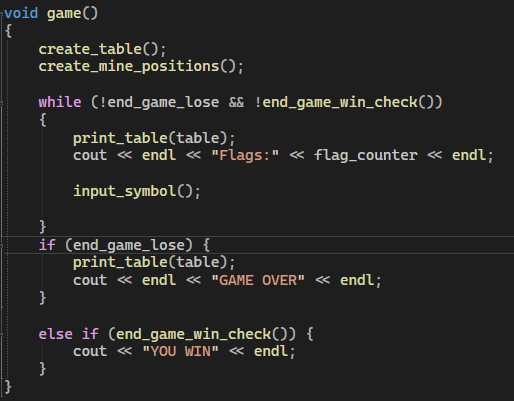 void game()
{
    create_table();
    create_mine_positions();

    while (!end_game_lose && !end_game_win_check())
    {
        print_table(table);
        cout << endl << "Flags:" << flag_counter << endl;

        input_symbol();

    }
    if (end_game_lose) {
        print_table(table);
        cout << endl << "GAME OVER" << endl;
    }

    else if (end_game_win_check()) {
        cout << "YOU WIN" << endl;
    }
}